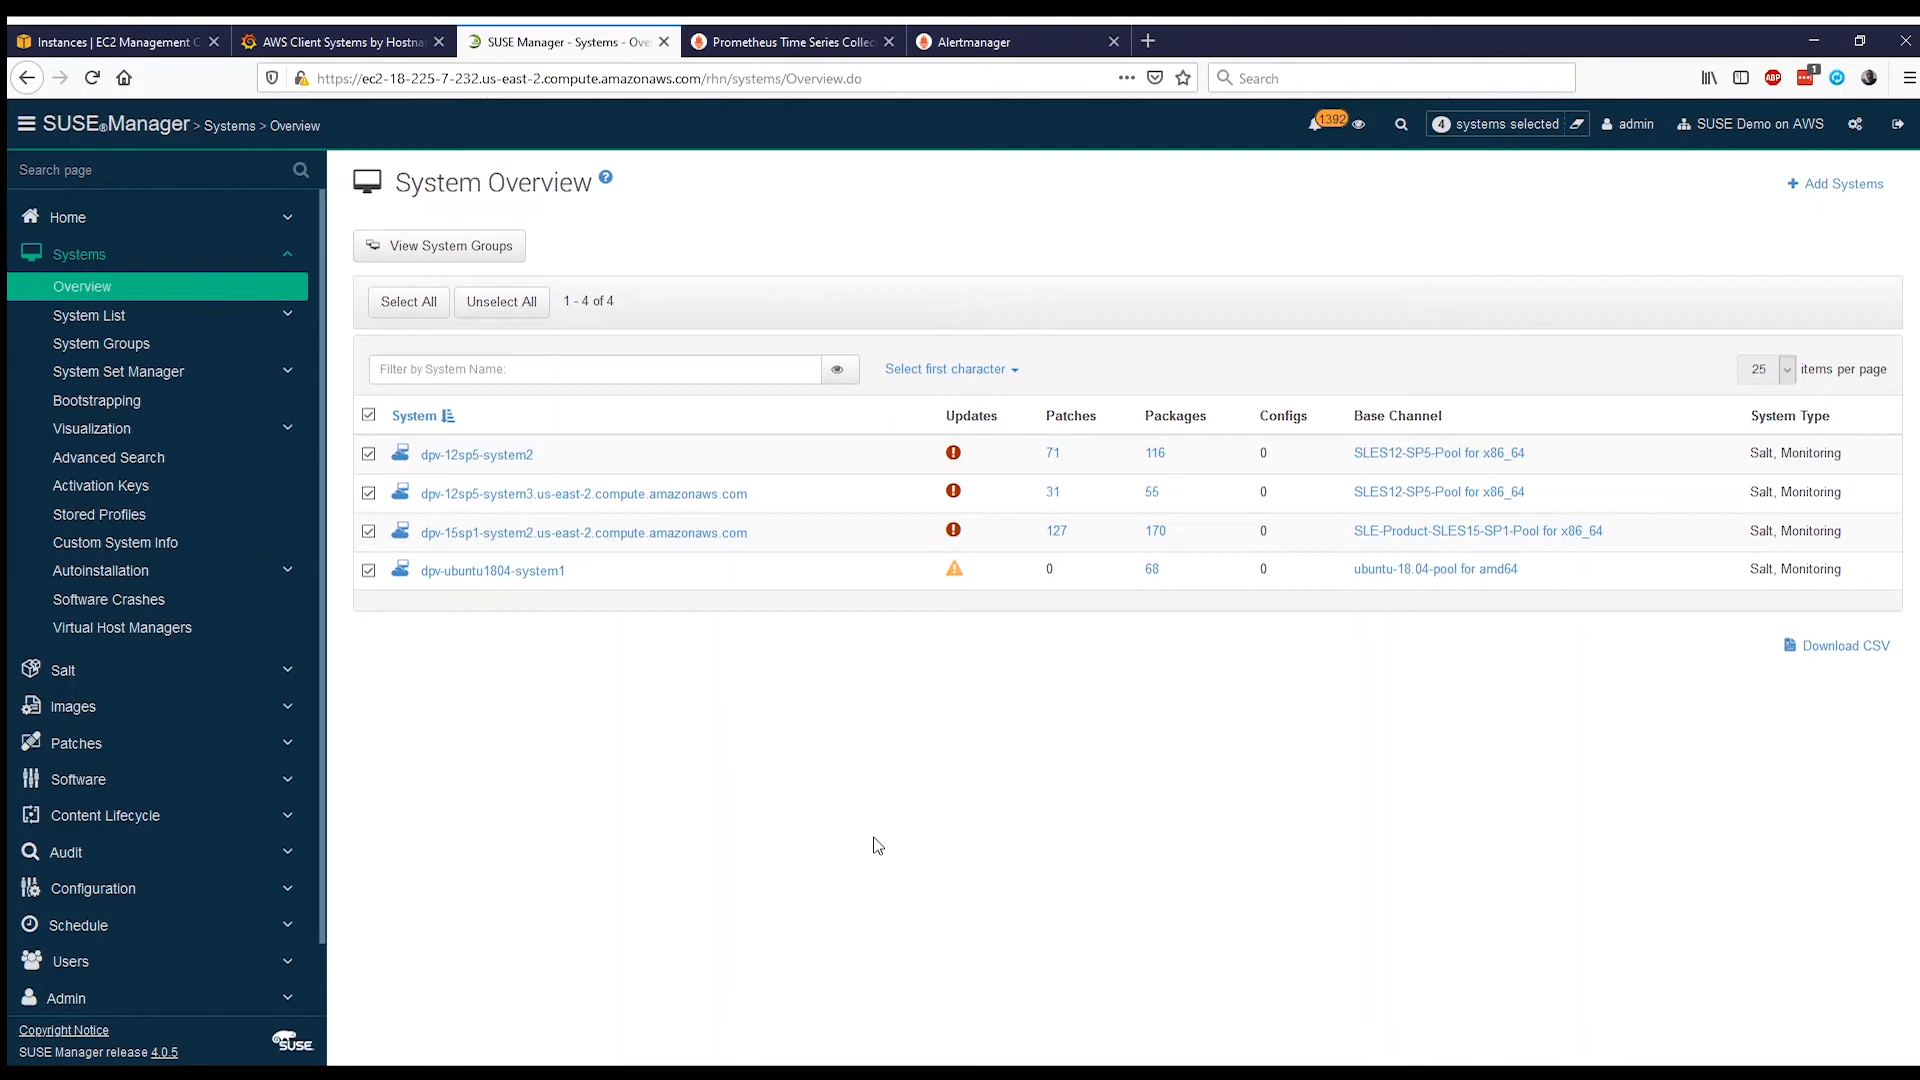 Instances | EC2 Management C
AWS Client Systems by Hostna
SUSE Manager - Systems - Ove
Prometheus Time Series Collec
Alertmanager
https://ec2-18-225-7-232.us-east-2.compute.amazonaws.com/rhn/systems/Overview.do
Search
ABP
1
SUSE®Manager > Systems > Overview
1392
4 systems selected
admin
SUSE Demo on AWS
Search page
Home
Systems
Overview
System List
System Groups
System Set Manager
Bootstrapping
Visualization
Advanced Search
Activation Keys
Stored Profiles
Custom System Info
Autoinstallation
Software Crashes
Virtual Host Managers
Salt
Images
Patches
Software
Content Lifecycle
Audit
Configuration
Schedule
Users
Admin
Copyright Notice
SUSE Manager release 4.0.5
SUSE
System Overview ?
+ Add Systems
View System Groups
Select All Unselect All 1 - 4 of 4
Filter by System Name:
Select first character
25 items per page
System Updates Patches Packages Configs Base Channel System Type
dpv-12sp5-system2 71 116 0 SLES12-SP5-Pool for x86_64 Salt, Monitoring
dpv-12sp5-system3.us-east-2.compute.amazonaws.com 31 55 0 SLES12-SP5-Pool for x86_64 Salt, Monitoring
dpv-15sp1-system2.us-east-2.compute.amazonaws.com 127 170 0 SLE-Product-SLES15-SP1-Pool for x86_64 Salt, Monitoring
dpv-ubuntu1804-system1 0 68 0 ubuntu-18.04-pool for amd64 Salt, Monitoring
Download CSV